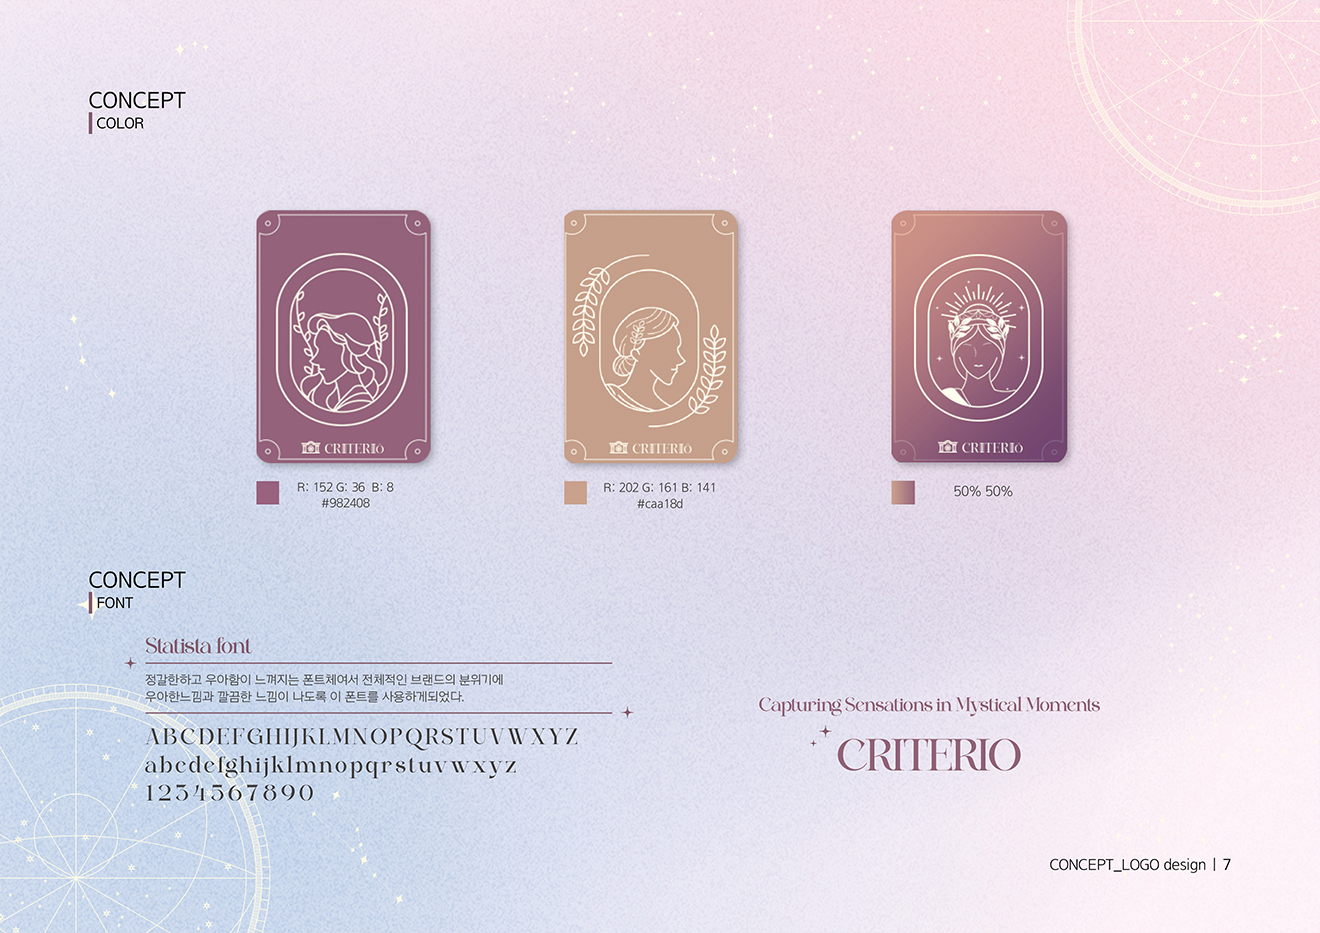 CONCEPT
COLOR
CRITERIO
CRITERIO
CRITERIO
R: 152 G: 36 B: 8
#982408
R: 202 G: 161 B: 141
#caa18d
50% 50%
CONCEPT
FONT
Statista font
정갈한하고 우아함이 느껴지는 폰트체여서 전체적인 브랜드의 분위기에
우아한느낌과 깔끔한 느낌이 나도록 이 폰트를 사용하게되었다.
ABCDEFGHIJKLMNOPQRSTUVWXYZ
abcdefghijklmnopqrstuvwxyz
1234567890
Capturing Sensations in Mystical Moments
CRITERIO
CONCEPT_LOGO design | 7